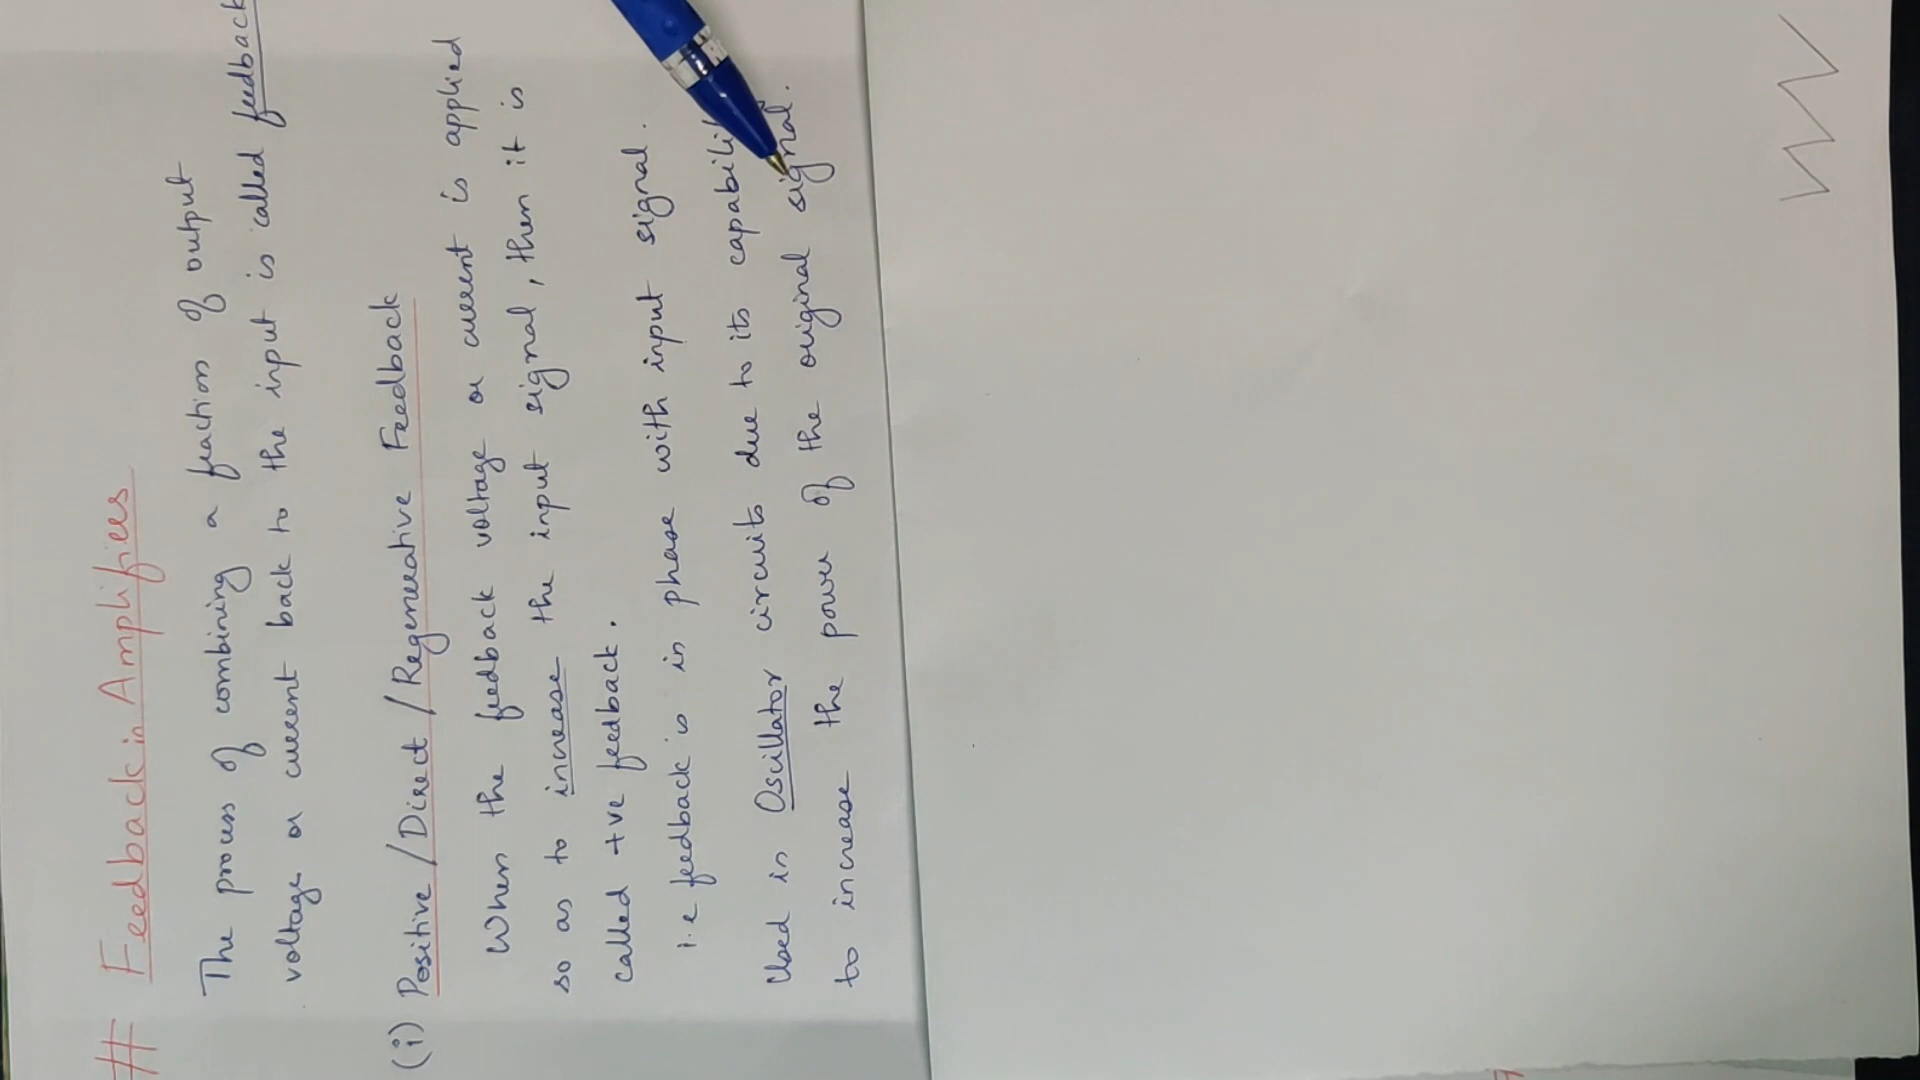 # Feedback in Amplifiers
The process of combining a fraction of output
voltage or current back to the input is called feedback
(i) Positive/Direct/Regenerative Feedback
When the feedback voltage or current is applied
so as to increase the input signal, then it is
called +ve feedback.
i.e feedback is in phase with input signal.
Used in Oscillator circuits due to its
to increase the power of the original signal.